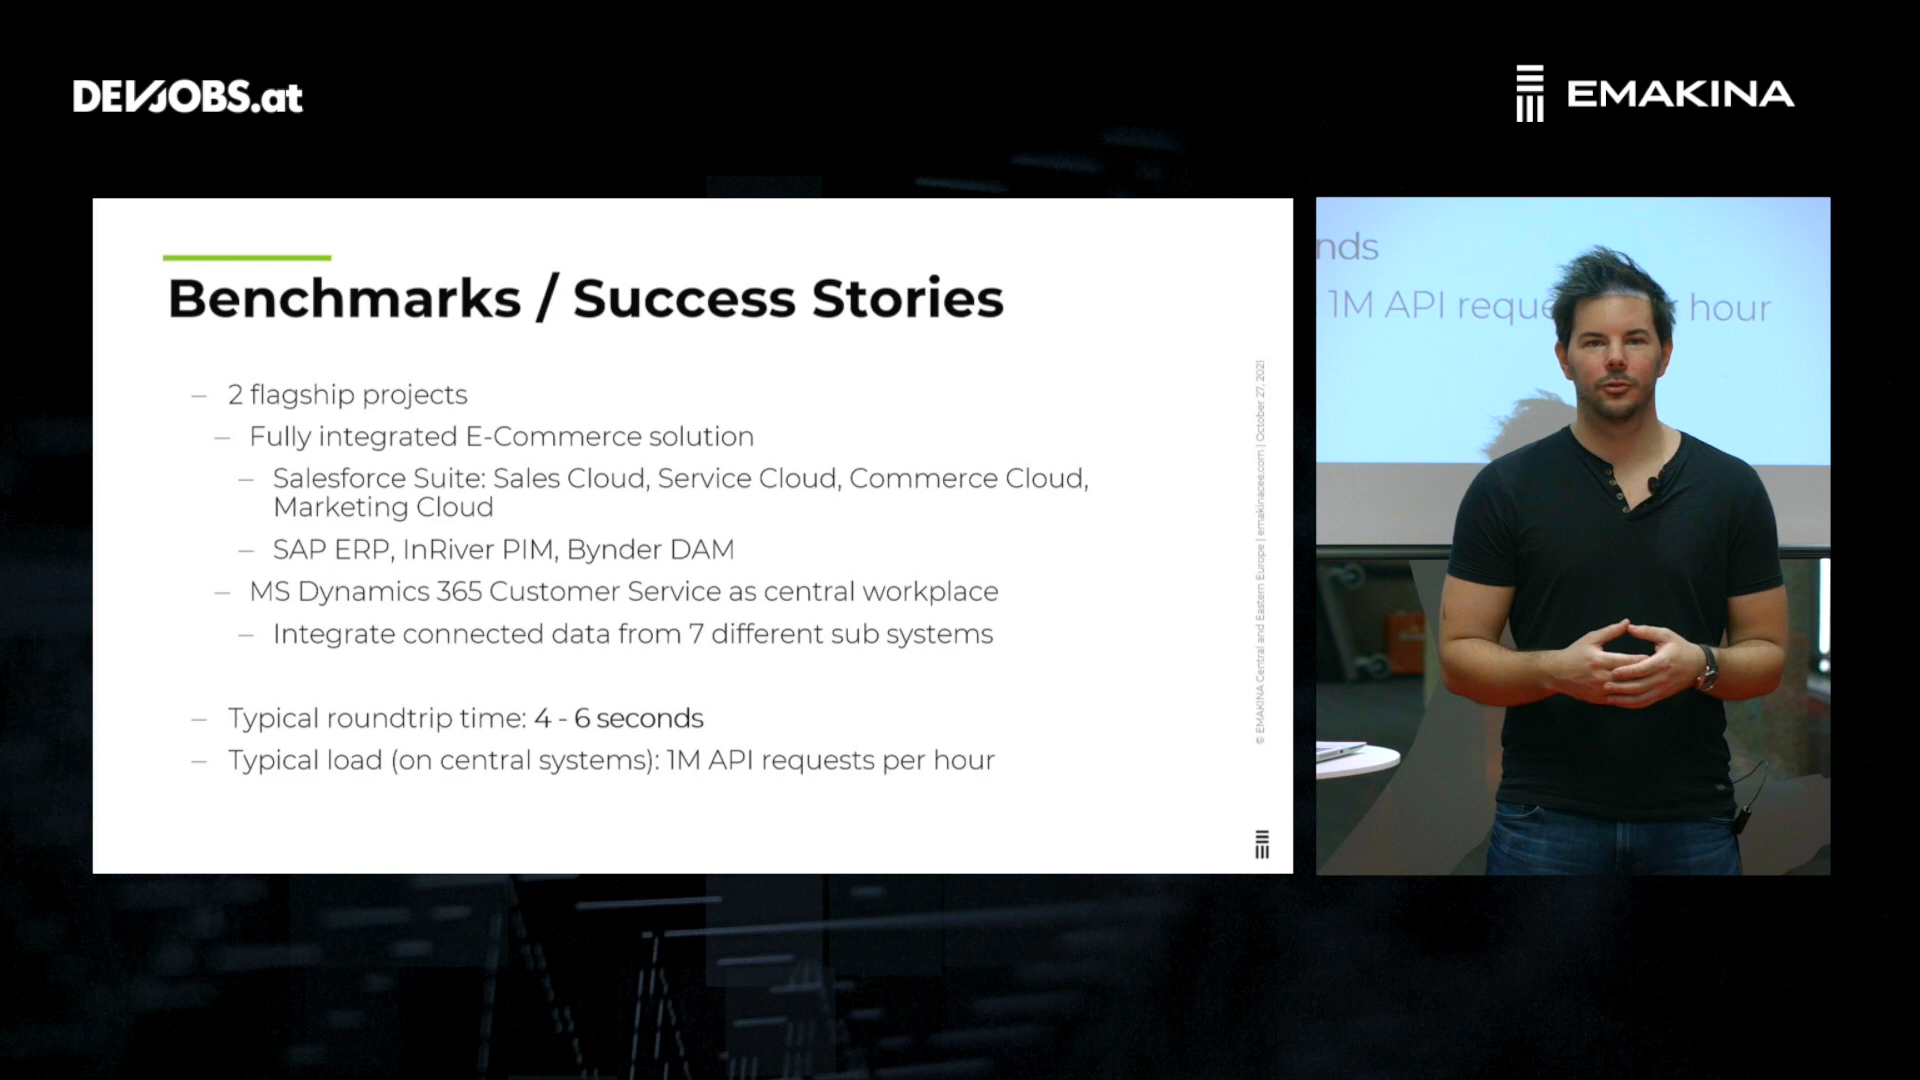 DEVJOBS.at
EMAKINA
Benchmarks / Success Stories
– 2 flagship projects
– Fully integrated E-Commerce solution
– Salesforce Suite: Sales Cloud, Service Cloud, Commerce Cloud,
Marketing Cloud
– SAP ERP, InRiver PIM, Bynder DAM
– MS Dynamics 365 Customer Service as central workplace
– Integrate connected data from 7 different sub systems
– Typical roundtrip time: 4 - 6 seconds
– Typical load (on central systems): 1M API requests per hour
© EMAKINA Central and Eastern Europe | emakinacee.com | October 27, 2021
nds
1M API reque r hour